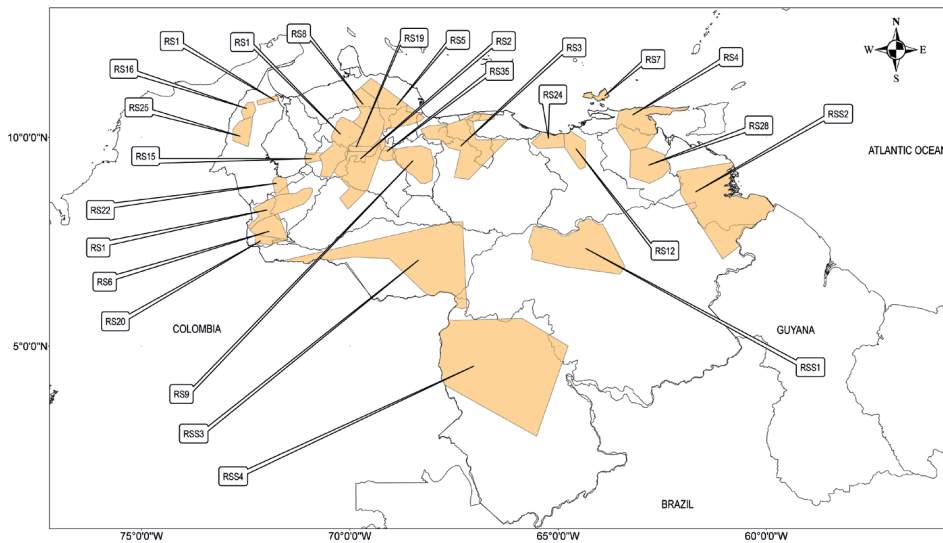 RS1
RS1
RS8
RS19
RS5
RS2
RS35
RS3
RS7
RS4
N
W E
S
RS16
RS25
RS24
RS28
RSS2
10°0'0"N
ATLANTIC OCEAN
RS15
RS22
RS1
RS6
RS20
RS12
COLOMBIA
GUYANA
5°0'0"N
RSS1
RS9
RSS3
RSS4
BRAZIL
75°0'0"W
70°0'0"W
65°0'0"W
60°0'0"W